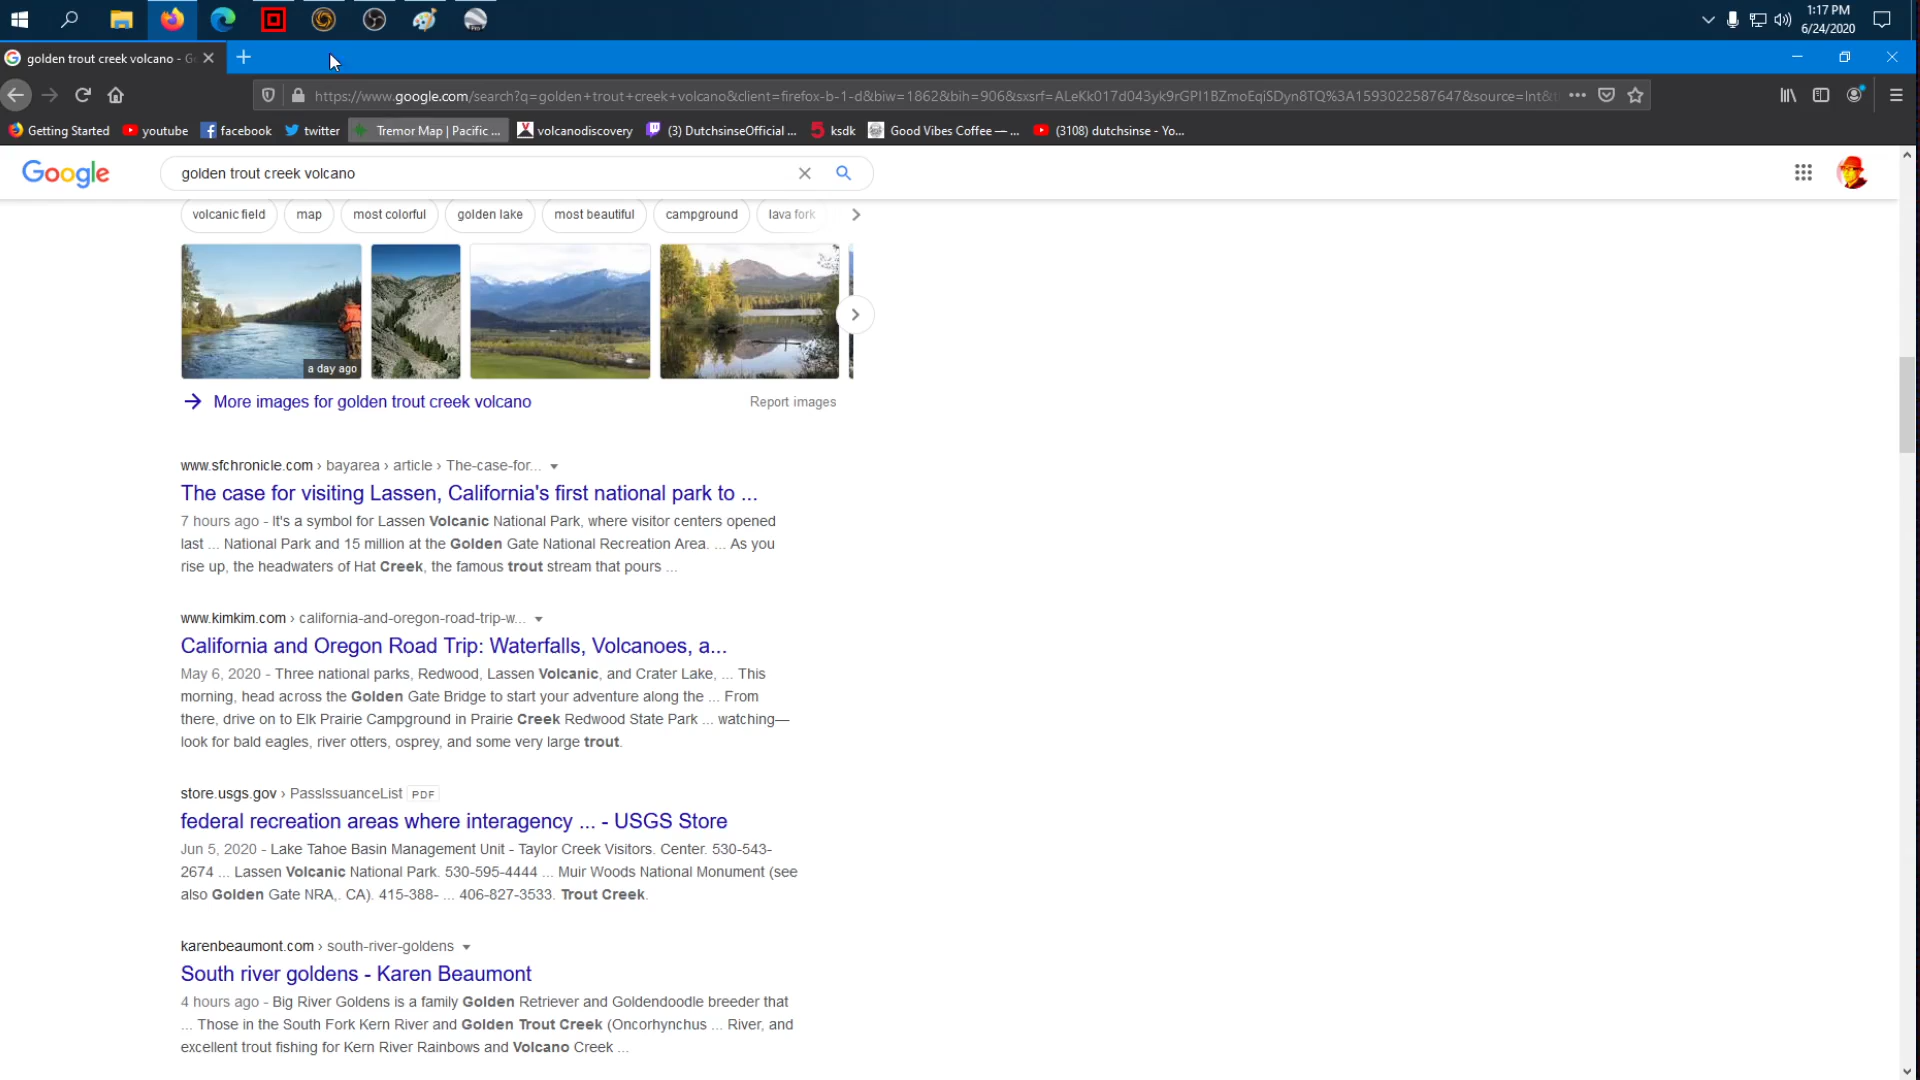 1:17 PM
6/24/2020
golden trout creek volcano - G
https://www.google.com/search?q=golden+trout+creek+volcano&client=firefox-b-1-d&biw=1862&bih=906&sxsrf=ALeKk017d043yk9rGPI1BZmoEqiSDyn8TQ%3A1593022587647&source=lnt&t
Getting Started
youtube
facebook
twitter
Tremor Map | Pacific ...
volcanodiscovery
(3) DutchsinseOfficial ...
ksdk
Good Vibes Coffee — ...
(3108) dutchsinse - Yo...
Google
golden trout creek volcano
volcanic field
map
most colorful
golden lake
most beautiful
campground
lava fork
a day ago
More images for golden trout creek volcano
Report images
www.sfchronicle.com › bayarea › article › The-case-for...
The case for visiting Lassen, California's first national park to ...
7 hours ago - It's a symbol for Lassen Volcanic National Park, where visitor centers opened
last ... National Park and 15 million at the Golden Gate National Recreation Area. ... As you
rise up, the headwaters of Hat Creek, the famous trout stream that pours ...
www.kimkim.com › california-and-oregon-road-trip-w...
California and Oregon Road Trip: Waterfalls, Volcanoes, a...
May 6, 2020 - Three national parks, Redwood, Lassen Volcanic, and Crater Lake, ... This
morning, head across the Golden Gate Bridge to start your adventure along the ... From
there, drive on to Elk Prairie Campground in Prairie Creek Redwood State Park ... watching—
look for bald eagles, river otters, osprey, and some very large trout.
store.usgs.gov › PassIssuanceList PDF
federal recreation areas where interagency ... - USGS Store
Jun 5, 2020 - Lake Tahoe Basin Management Unit - Taylor Creek Visitors. Center. 530-543-
2674 ... Lassen Volcanic National Park. 530-595-4444 ... Muir Woods National Monument (see
also Golden Gate NRA,. CA). 415-388- ... 406-827-3533. Trout Creek.
karenbeaumont.com › south-river-goldens
South river goldens - Karen Beaumont
4 hours ago - Big River Goldens is a family Golden Retriever and Goldendoodle breeder that
... Those in the South Fork Kern River and Golden Trout Creek (Oncorhynchus ... River, and
excellent trout fishing for Kern River Rainbows and Volcano Creek ...